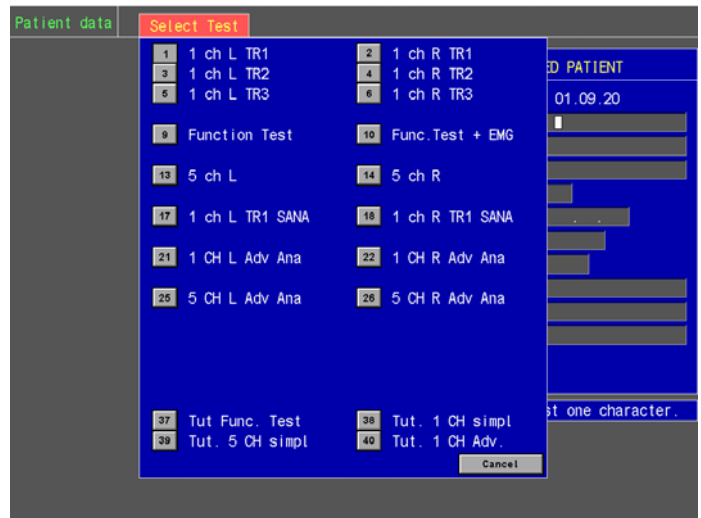 Patient data Select Test
1 1 ch L TR1 2 1 ch R TR1
3 1 ch L TR2 4 1 ch R TR2
5 1 ch L TR3 6 1 ch R TR3
9 Function Test 10 Func.Test + EMG
13 5 ch L 14 5 ch R
17 1 ch L TR1 SANA 18 1 ch R TR1 SANA
21 1 CH L Adv Ana 22 1 CH R Adv Ana
25 5 CH L Adv Ana 26 5 CH R Adv Ana
37 Tut Func. Test 38 Tut. 1 CH simpl
39 Tut. 5 CH simpl 40 Tut. 1 CH Adv.
Cancel
ED PATIENT
01.09.20
. .
st one character.